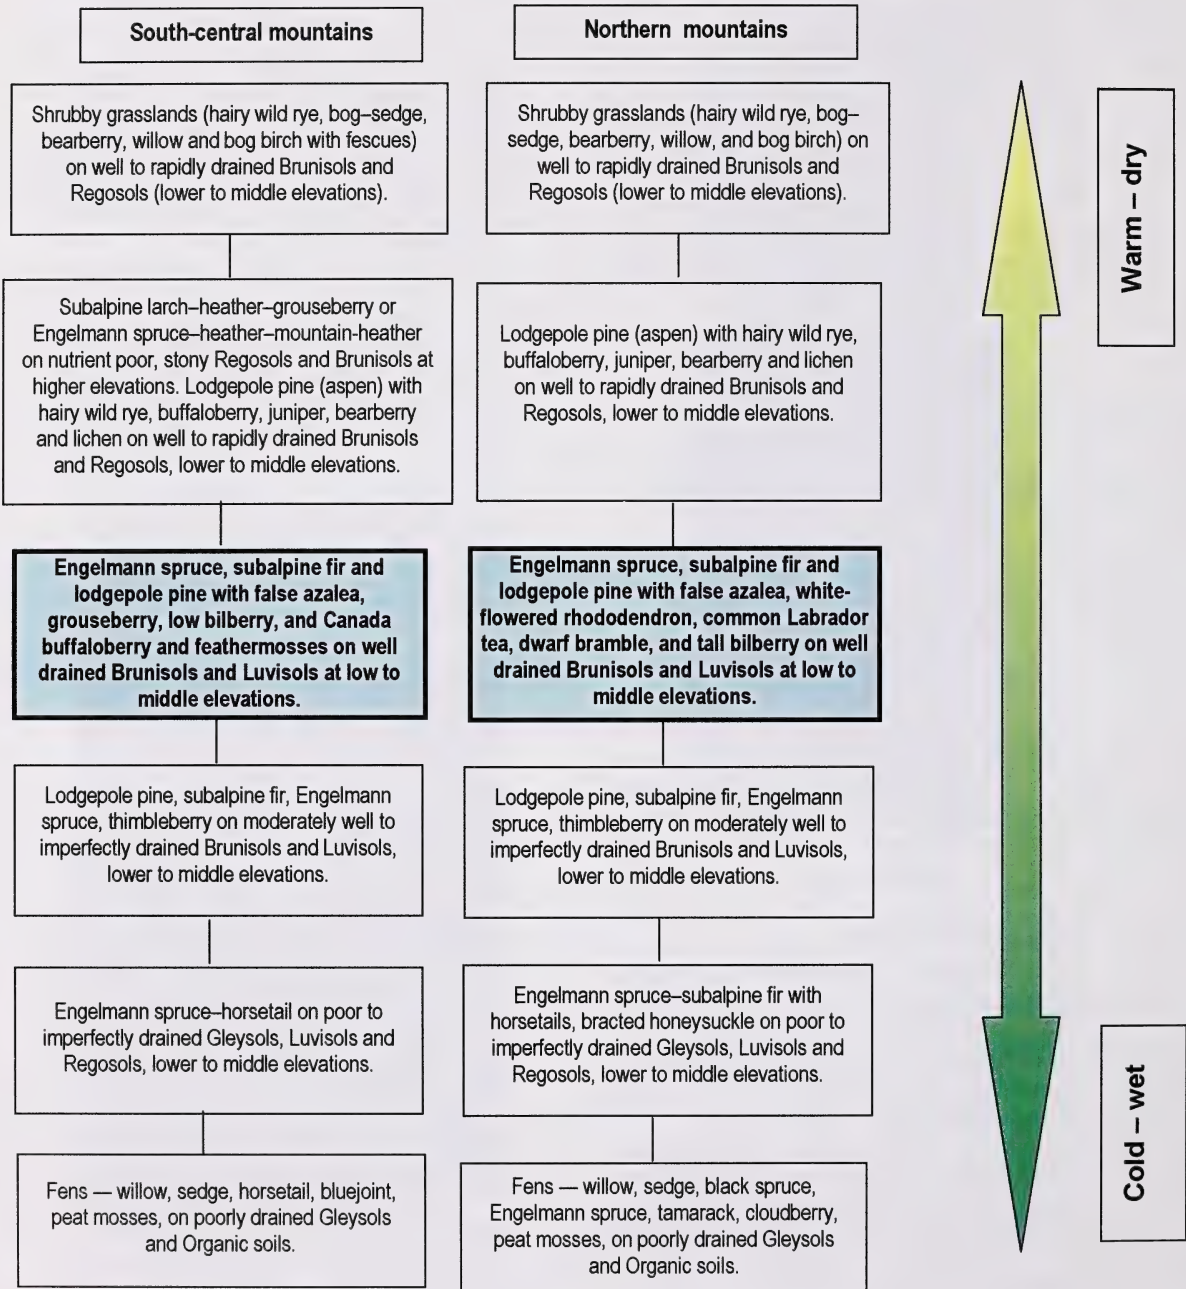 South-central mountains
Shrubby grasslands (hairy wild rye, bog–sedge,
bearberry, willow and bog birch with fescues)
on well to rapidly drained Brunisols and
Regosols (lower to middle elevations).
Subalpine larch–heather–grouseberry or
Engelmann spruce–heather–mountain-heather
on nutrient poor, stony Regosols and Brunisols at
higher elevations. Lodgepole pine (aspen) with
hairy wild rye, buffaloberry, juniper, bearberry
and lichen on well to rapidly drained Brunisols
and Regosols, lower to middle elevations.
Engelmann spruce, subalpine fir and
lodgepole pine with false azalea,
grouseberry, low bilberry, and Canada
buffaloberry and feathermosses on well
drained Brunisols and Luvisols at low to
middle elevations.
Lodgepole pine, subalpine fir, Engelmann
spruce, thimbleberry on moderately well to
imperfectly drained Brunisols and Luvisols,
lower to middle elevations.
Engelmann spruce–horsetail on poor to
imperfectly drained Gleysols, Luvisols and
Regosols, lower to middle elevations.
Fens — willow, sedge, horsetail, bluejoint,
peat mosses, on poorly drained Gleysols
and Organic soils.
Northern mountains
Shrubby grasslands (hairy wild rye, bog–
sedge, bearberry, willow, and bog birch) on
well to rapidly drained Brunisols and
Regosols (lower to middle elevations).
Lodgepole pine (aspen) with hairy wild rye,
buffaloberry, juniper, bearberry and lichen
on well to rapidly drained Brunisols and
Regosols, lower to middle elevations.
Engelmann spruce, subalpine fir and
lodgepole pine with false azalea, white-
flowered rhododendron, common Labrador
tea, dwarf bramble, and tall bilberry on well
drained Brunisols and Luvisols at low to
middle elevations.
Lodgepole pine, subalpine fir, Engelmann
spruce, thimbleberry on moderately well to
imperfectly drained Brunisols and Luvisols,
lower to middle elevations.
Engelmann spruce–subalpine fir with
horsetails, bracted honeysuckle on poor to
imperfectly drained Gleysols, Luvisols and
Regosols, lower to middle elevations.
Fens — willow, sedge, black spruce,
Engelmann spruce, tamarack, cloudberry,
peat mosses, on poorly drained Gleysols
and Organic soils.
Warm – dry
Cold – wet